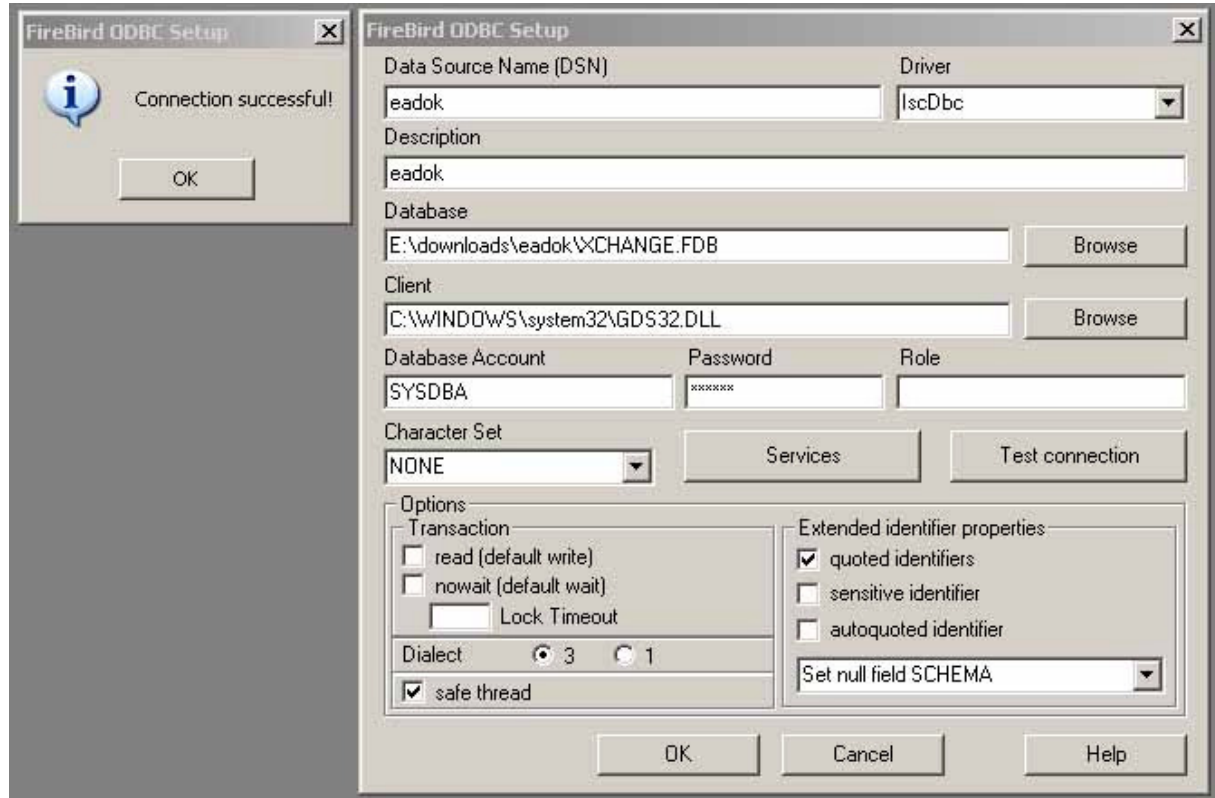 FireBird ODBC Setup
Connection successful!
OK
FireBird ODBC Setup
Data Source Name (DSN) Driver
eadok IscDbc
Description
eadok
Database
E:\downloads\eadok\XCHANGE.FDB Browse
Client
C:\WINDOWS\system32\GDS32.DLL Browse
Database Account Password Role
SYSDBA ******
Character Set
NONE Services Test connection
Options
Transaction Extended identifier properties
read (default write) quoted identifiers
nowait (default wait) sensitive identifier
Lock Timeout autoquoted identifier
Dialect 3 1 Set null field SCHEMA
safe thread
OK Cancel Help